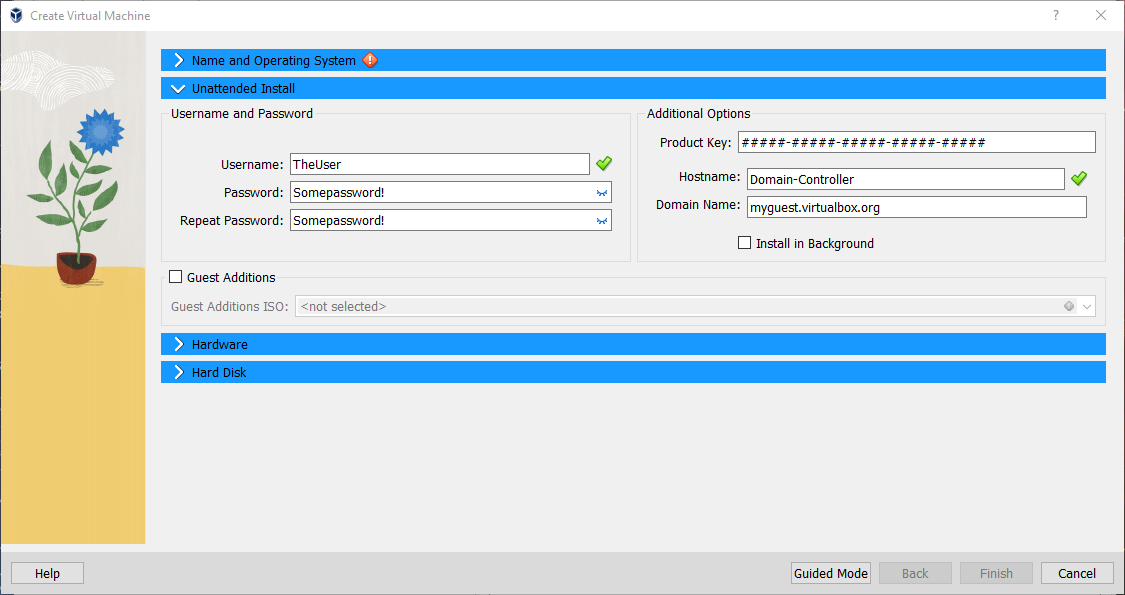 Create Virtual Machine
?
Name and Operating System
Unattended Install
Username and Password
Username: TheUser
Password: Somepassword!
Repeat Password: Somepassword!
Additional Options
Product Key: #####-#####-#####-#####-#####
Hostname: Domain-Controller
Domain Name: myguest.virtualbox.org
Install in Background
Guest Additions
Guest Additions ISO: <not selected>
Hardware
Hard Disk
Help Guided Mode Back Finish Cancel